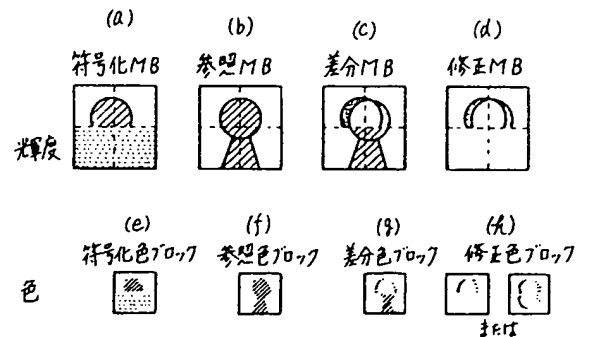 (a) (b) (c) (d)
符号化MB 参照MB 差分MB 修正MB
輝度
(e) (f) (g) (h)
符号化色ブロック 参照色ブロック 差分色ブロック 修正色ブロック
色
または